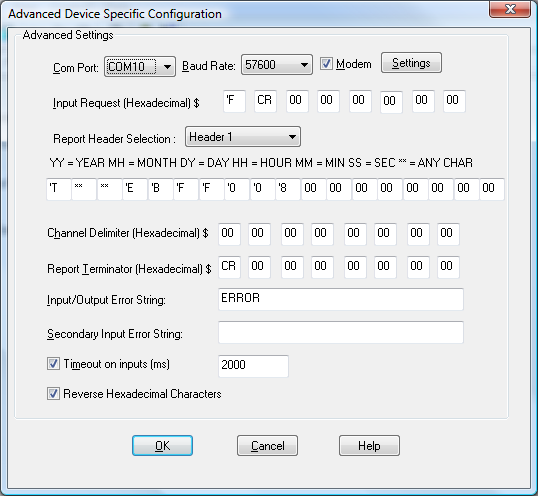 Advanced Device Specific Configuration
Advanced Settings
Com Port: COM10 Baud Rate: 57600 Modem Settings
Input Request (Hexadecimal) $ 'F CR 00 00 00 00 00 00
Report Header Selection : Header 1
YY = YEAR MH = MONTH DY = DAY HH = HOUR MM = MIN SS = SEC ** = ANY CHAR
'T ** ** 'E 'B 'F 'F '0 '0 '8 00 00 00 00 00 00 00 00
Channel Delimiter (Hexadecimal) $ 00 00 00 00 00 00 00 00
Report Terminator (Hexadecimal) $ CR 00 00 00 00 00 00 00
Input/Output Error String: ERROR
Secondary Input Error String:
Timeout on inputs (ms) 2000
Reverse Hexadecimal Characters
OK Cancel Help